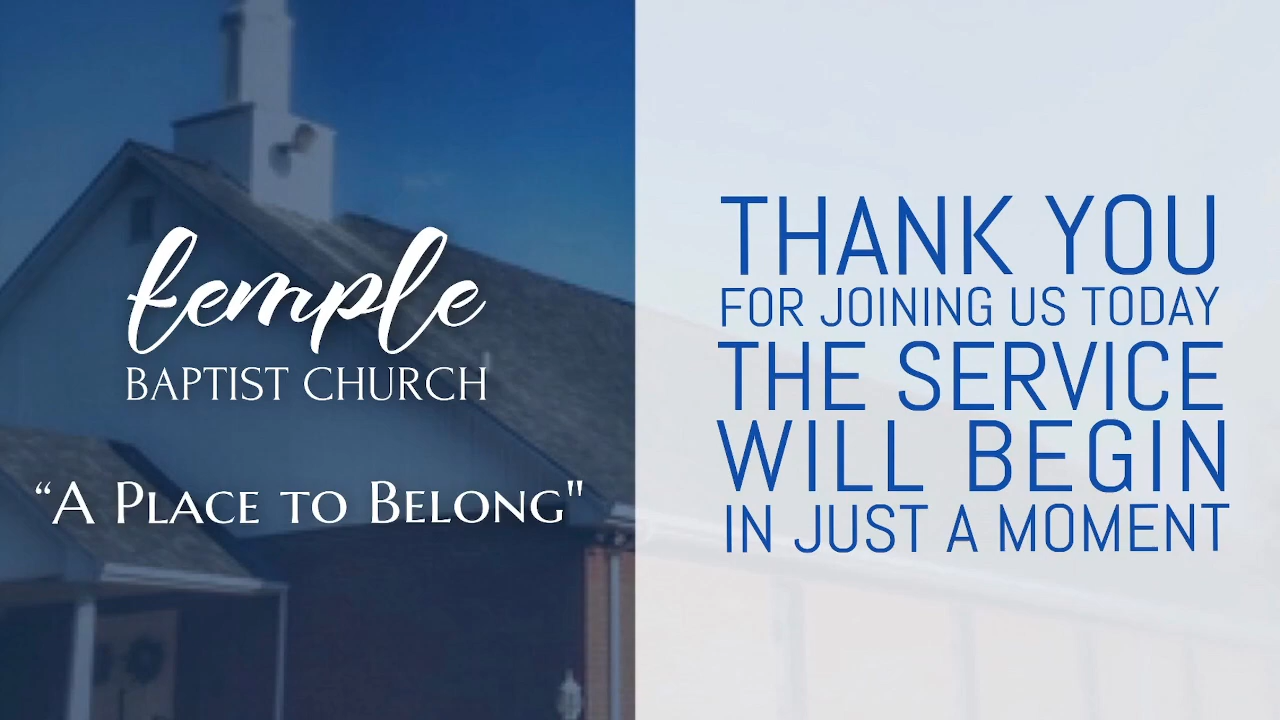 temple
BAPTIST CHURCH
“A PLACE TO BELONG"
THANK YOU
FOR JOINING US TODAY
THE SERVICE
WILL BEGIN
IN JUST A MOMENT